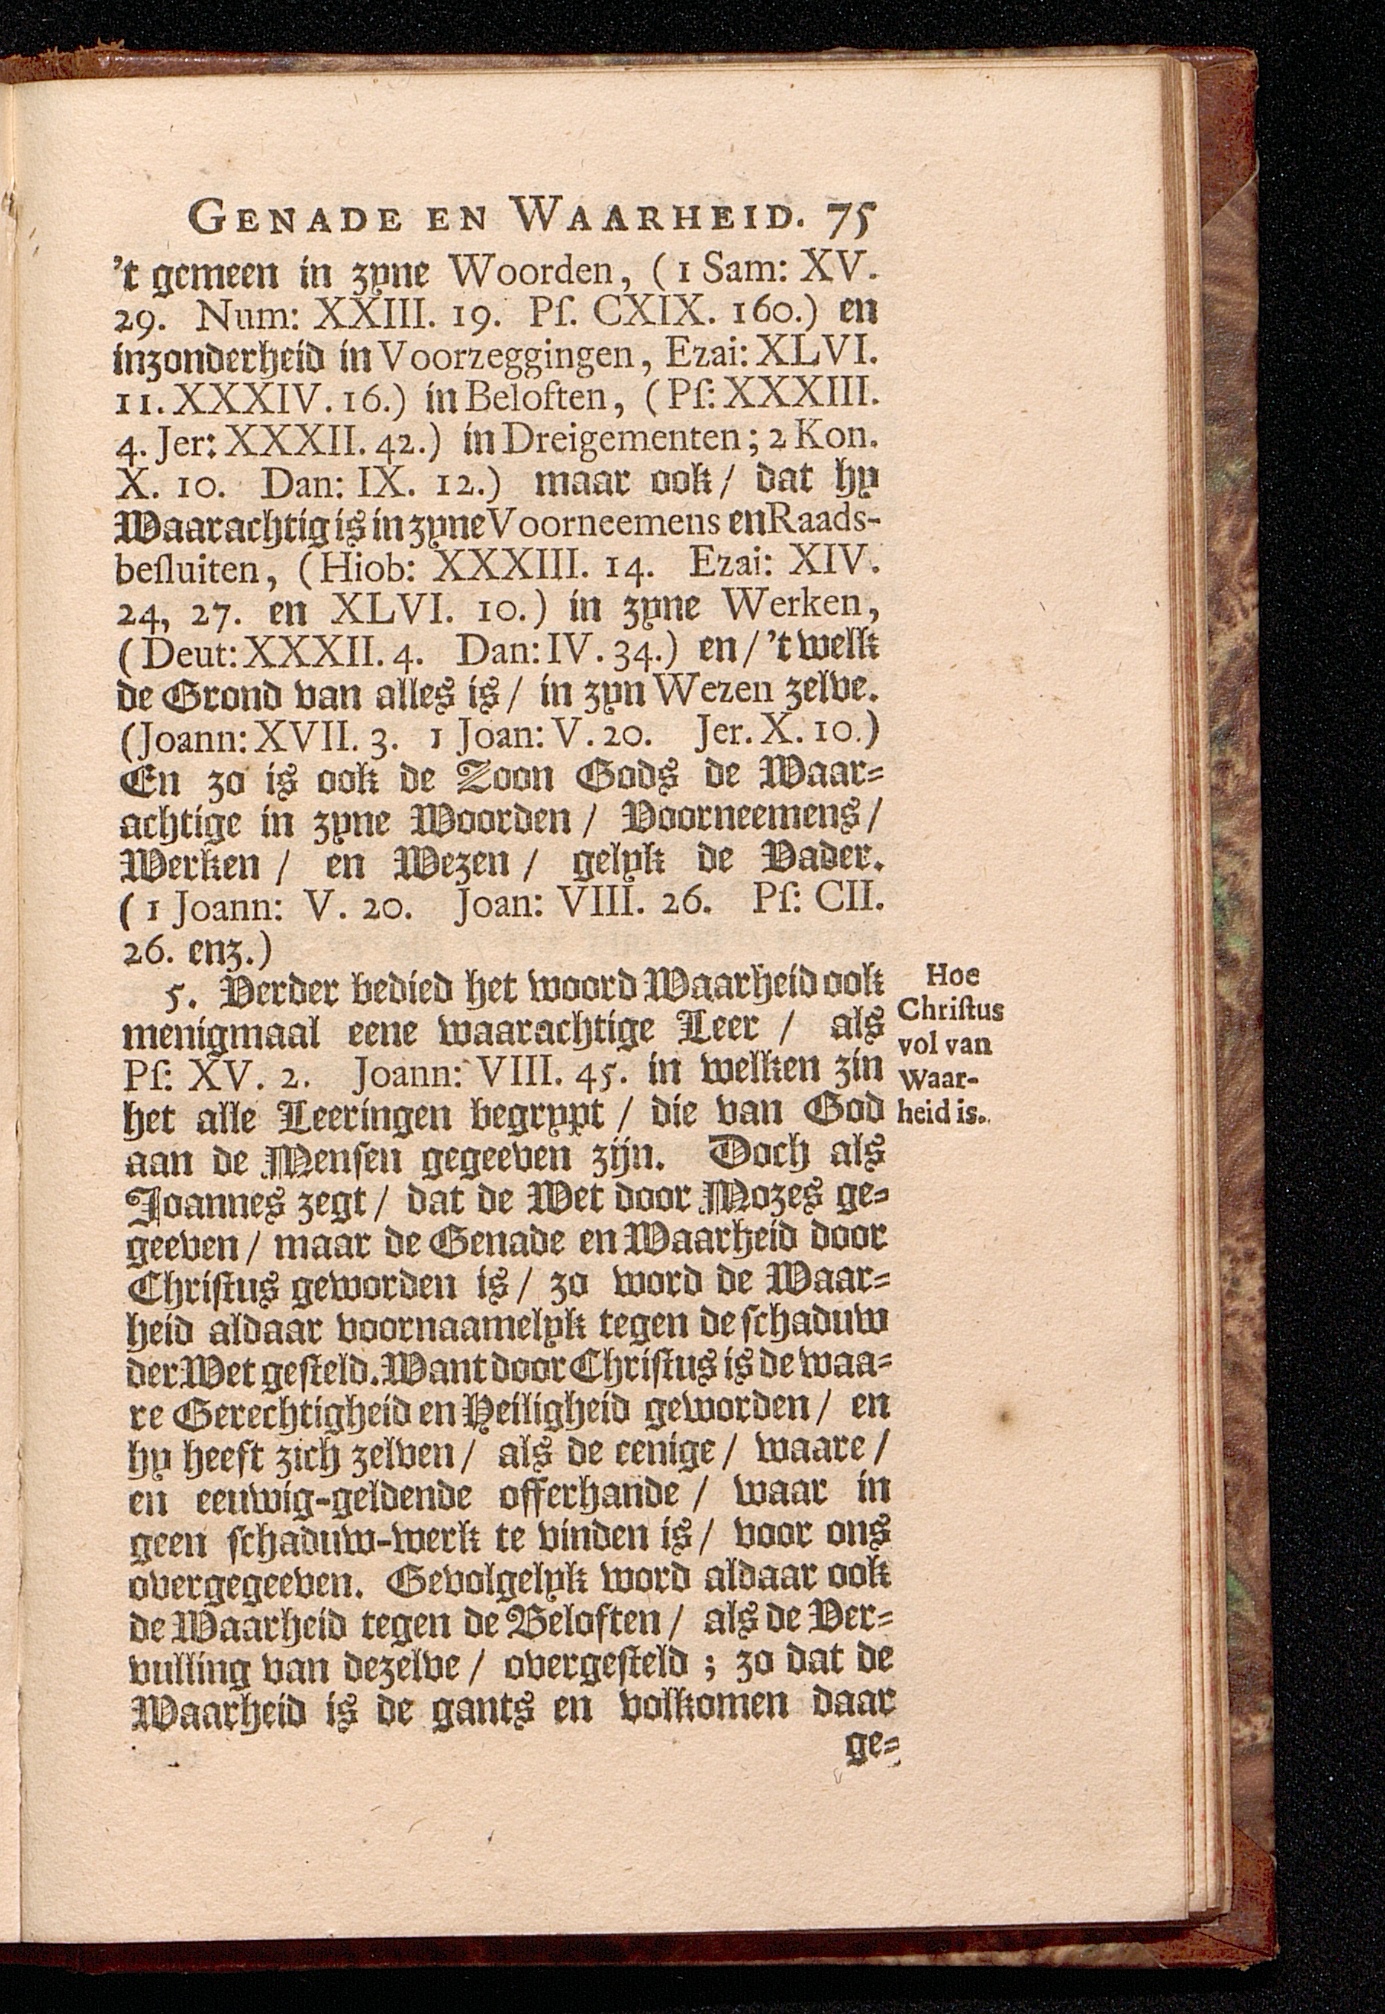 GENADE EN WAARHEID. 75
't gemeen in zyne Woorden, (1 Sam: XV.
29. Num: XXIII. 19. Pſ. CXIX. 160.) en
inzonderheid in Voorzeggingen, Ezai: XLVI.
11. XXXIV. 16.) in Beloften, (Pſ: XXXIII.
4. Jer: XXXII. 42.) in Dreigementen; 2 Kon.
X. 10. Dan: IX. 12.) maar ook / dat hy
Waarachtig is in zyne Voorneemens en Raads-
beſluiten, (Hiob: XXXIII. 14. Ezai: XIV.
24, 27. en XLVI. 10.) in zyne Werken,
(Deut: XXXII. 4. Dan: IV. 34.) en / 't welk
de Grond van alles is / in zyn Wezen zelve.
(Joann: XVII. 3. 1 Joan: V. 20. Jer. X. 10.)
En zo is ook de Zoon Gods de Waar-
achtige in zyne Woorden / Voorneemens /
Werken / en Wezen / gelyk de Vader.
(1 Joann: V. 20. Joan: VIII. 26. Pſ: CII.
26. enz.)
5. Verder bedied het woord Waarheid ook
menigmaal eene waarachtige Leer / als
Pſ: XV. 2. Joann: VIII. 45. in welken zin
het alle Leeringen begrypt / die van God
aan de Menſen gegeeven zijn. Doch als
Joannes zegt / dat de Wet door Mozes ge-
geeven / maar de Genade en Waarheid door
Chriſtus geworden is / zo word de Waar-
heid aldaar voornaamelyk tegen de ſchaduw
der Wet geſteld. Want door Chriſtus is de waa-
re Gerechtigheid en Heiligheid geworden / en
hy heeft zich zelven / als de eenige / waare /
en eeuwig-geldende offerhande / waar in
geen ſchaduw-werk te vinden is / voor ons
overgegeeven. Gevolgelyk word aldaar ook
de Waarheid tegen de Beloften / als de Ver-
vulling van dezelve / overgeſteld ; zo dat de
Waarheid is de gants en volkomen daar
ge-
Hoe
Chriſtus
vol van
Waar-
heid is.